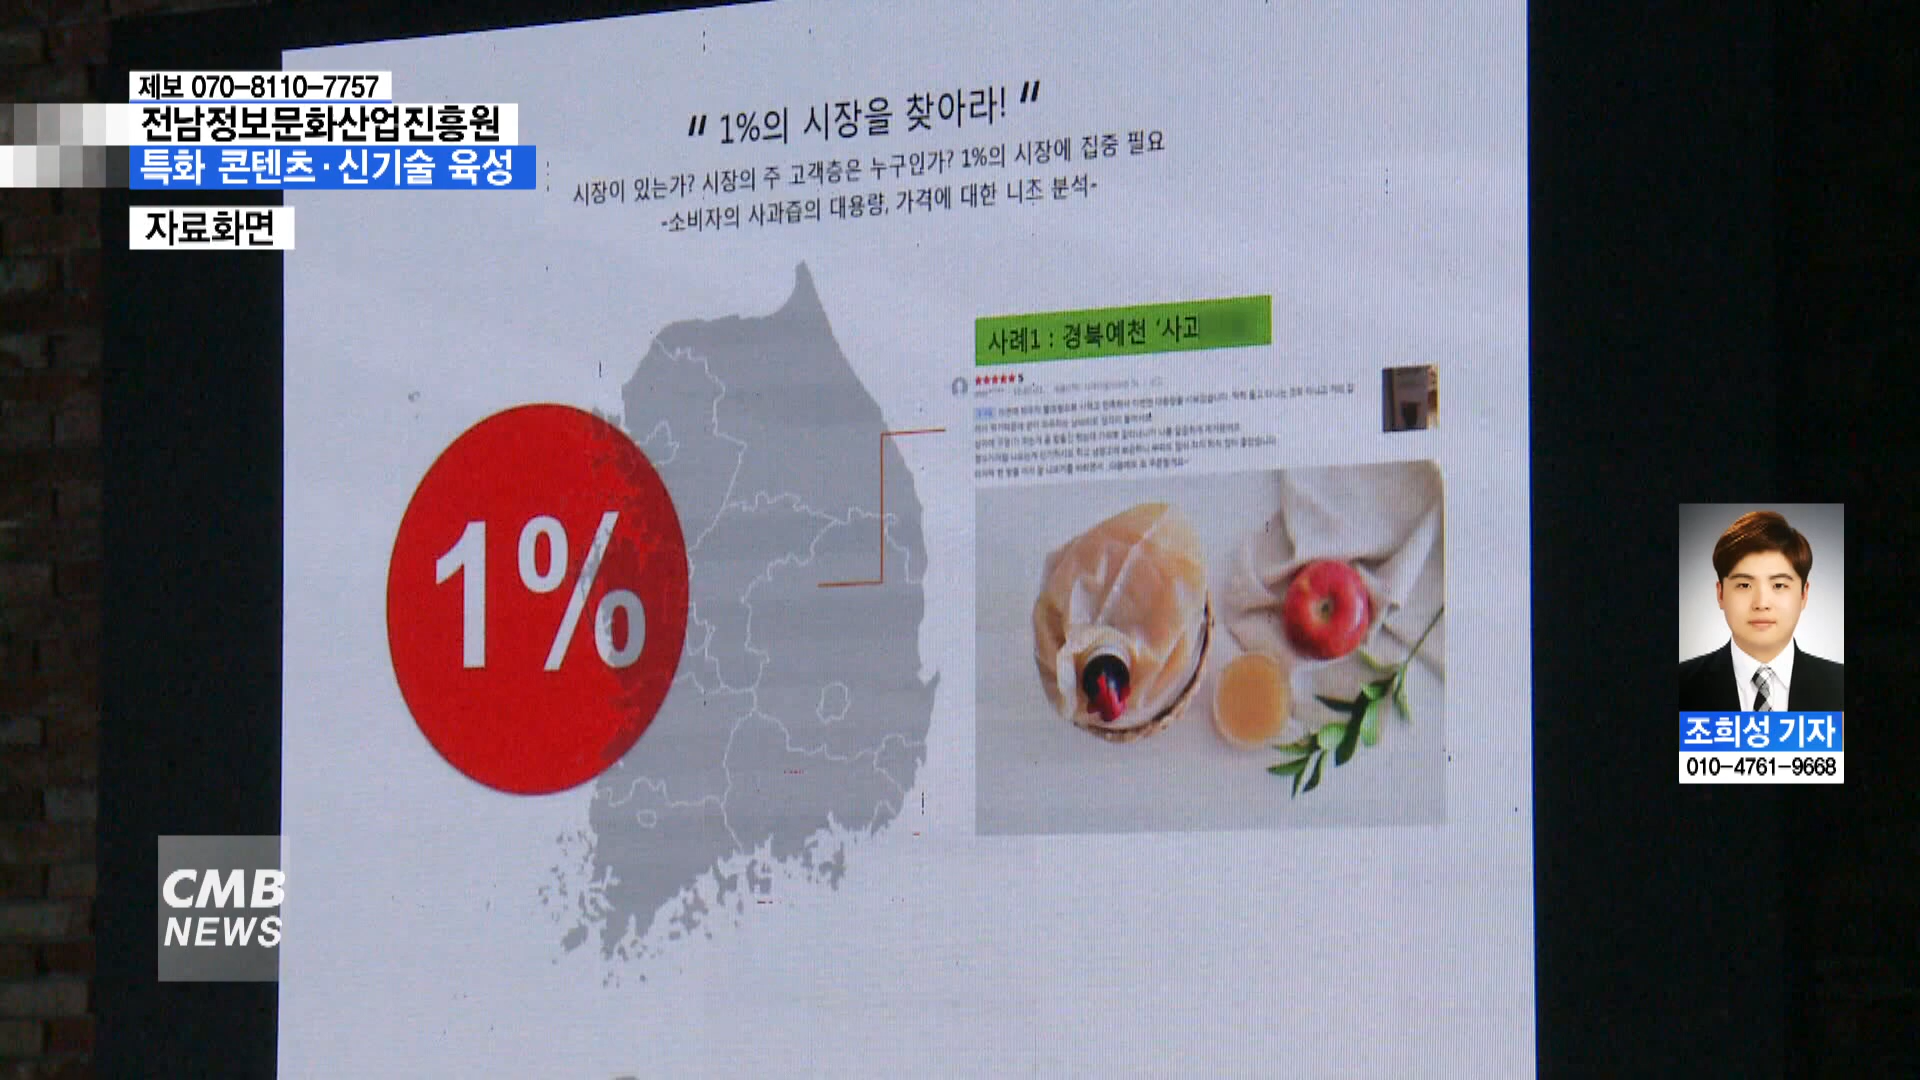 제보 070-8110-7757
전남정보문화산업진흥원
특화 콘텐츠·신기술 육성
자료화면
" 1%의 시장을 찾아라! "
시장이 있는가? 시장의 주 고객층은 누구인가? 1%의 시장에 집중 필요
-소비자의 사과즙의 대용량, 가격에 대한 니즈 분석-
사례1 : 경북예천 '사고
★★★★★ 5
1%
조희성 기자
010-4761-9668
CMB
NEWS